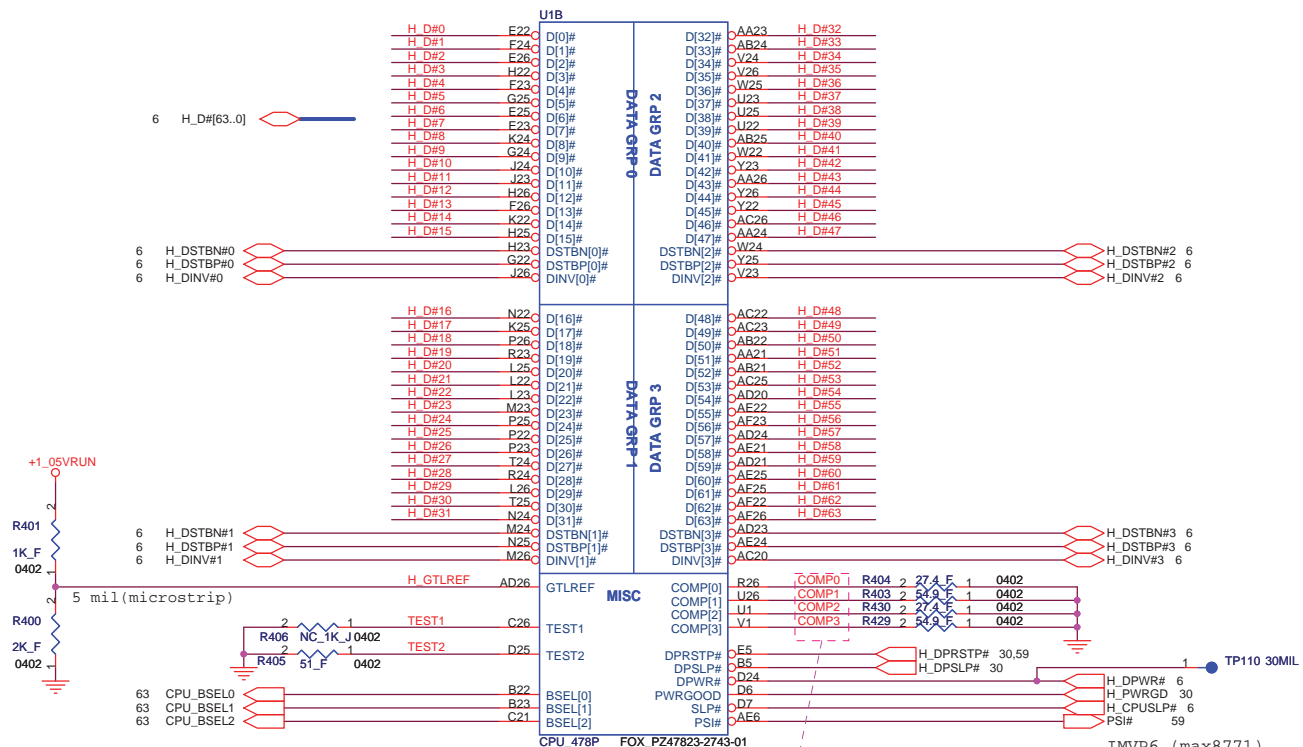 U1B
H_D#0 E22 D[0]# D[32]# AA23 H_D#32
H_D#1 F24 D[1]# D[33]# AB24 H_D#33
H_D#2 E26 D[2]# D[34]# V24 H_D#34
H_D#3 H22 D[3]# D[35]# V26 H_D#35
H_D#4 F23 D[4]# D[36]# W25 H_D#36
H_D#5 G25 D[5]# D[37]# U23 H_D#37
H_D#6 E25 D[6]# D[38]# U25 H_D#38
6 H_D#[63..0]
H_D#7 E23 D[7]# D[39]# U22 H_D#39
H_D#8 K24 D[8]# D[40]# AB25 H_D#40
H_D#9 G24 D[9]# D[41]# W22 H_D#41
H_D#10 J24 D[10]# D[42]# Y23 H_D#42
H_D#11 J23 D[11]# D[43]# AA26 H_D#43
H_D#12 H26 D[12]# D[44]# Y26 H_D#44
H_D#13 F26 D[13]# D[45]# Y22 H_D#45
H_D#14 K22 D[14]# D[46]# AC26 H_D#46
H_D#15 H25 D[15]# D[47]# AA24 H_D#47
DATA GRP 0
DATA GRP 2
6 H_DSTBN#0 H23 DSTBN[0]# DSTBN[2]# W24 H_DSTBN#2 6
6 H_DSTBP#0 G22 DSTBP[0]# DSTBP[2]# Y25 H_DSTBP#2 6
6 H_DINV#0 J26 DINV[0]# DINV[2]# V23 H_DINV#2 6
H_D#16 N22 D[16]# D[48]# AC22 H_D#48
H_D#17 K25 D[17]# D[49]# AC23 H_D#49
H_D#18 P26 D[18]# D[50]# AB22 H_D#50
H_D#19 R23 D[19]# D[51]# AA21 H_D#51
H_D#20 L25 D[20]# D[52]# AB21 H_D#52
H_D#21 L22 D[21]# D[53]# AC25 H_D#53
H_D#22 L23 D[22]# D[54]# AD20 H_D#54
H_D#23 M23 D[23]# D[55]# AE22 H_D#55
H_D#24 P25 D[24]# D[56]# AF23 H_D#56
H_D#25 P22 D[25]# D[57]# AD24 H_D#57
H_D#26 P23 D[26]# D[58]# AE21 H_D#58
H_D#27 T24 D[27]# D[59]# AD21 H_D#59
H_D#28 R24 D[28]# D[60]# AE25 H_D#60
H_D#29 L26 D[29]# D[61]# AF25 H_D#61
H_D#30 T25 D[30]# D[62]# AF22 H_D#62
H_D#31 N24 D[31]# D[63]# AF26 H_D#63
DATA GRP 1
DATA GRP 3
6 H_DSTBN#1 M24 DSTBN[1]# DSTBN[3]# AD23 H_DSTBN#3 6
6 H_DSTBP#1 N25 DSTBP[1]# DSTBP[3]# AE24 H_DSTBP#3 6
6 H_DINV#1 M26 DINV[1]# DINV[3]# AC20 H_DINV#3 6
+1_05VRUN
2
R401
1K_F
0402
1
H_GTLREF AD26 GTLREF
MISC
5 mil(microstrip)
2
R400
2K_F
0402 1
COMP[0] R26 COMP0 R404 2 27.4_F 1 0402
COMP[1] U26 COMP1 R403 2 54.9_F 1 0402
COMP[2] U1 COMP2 R430 2 27.4_F 1 0402
COMP[3] V1 COMP3 R429 2 54.9_F 1 0402
2 1 TEST1 C26 TEST1
R406 NC_1K_J 0402
2 1 TEST2 D25 TEST2
R405 51_F 0402
DPRSTP# E5 H_DPRSTP# 30,59
DPSLP# B5 H_DPSLP# 30
1 TP110 30MIL
DPWR# D24 H_DPWR# 6
63 CPU_BSEL0 B22 BSEL[0] PWRGOOD D6 H_PWRGD 30
63 CPU_BSEL1 B23 BSEL[1] SLP# D7 H_CPUSLP# 6
63 CPU_BSEL2 C21 BSEL[2] PSI# AE6 PSI# 59
CPU_478P FOX_PZ47823-2743-01
IMVP6 (max8771)